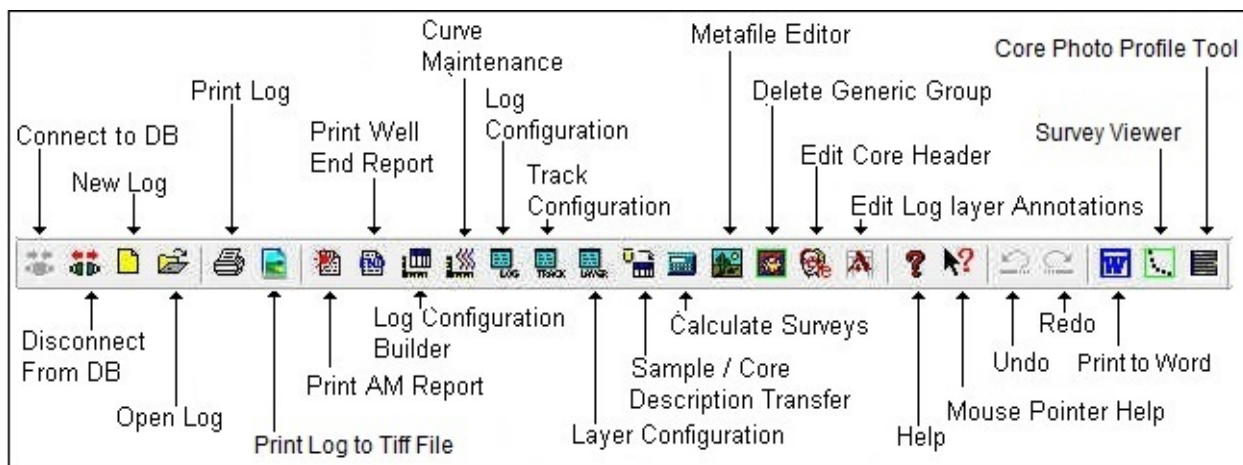 Curve
Maintenance
Metafile Editor
Core Photo Profile Tool
Print Log
Log
Configuration
Delete Generic Group
Connect to DB
Print Well
End Report
Survey Viewer
Edit Core Header
New Log
Track
Configuration
Edit Log layer Annotations
END
LOG
TRACK
LAYER
e
A
?
?
W
Disconnect
From DB
Log Configuration
Builder
Calculate Surveys
Redo
Print AM Report
Sample / Core
Description Transfer
Undo
Print to Word
Open Log
Layer Configuration
Help
Mouse Pointer Help
Print Log to Tiff File